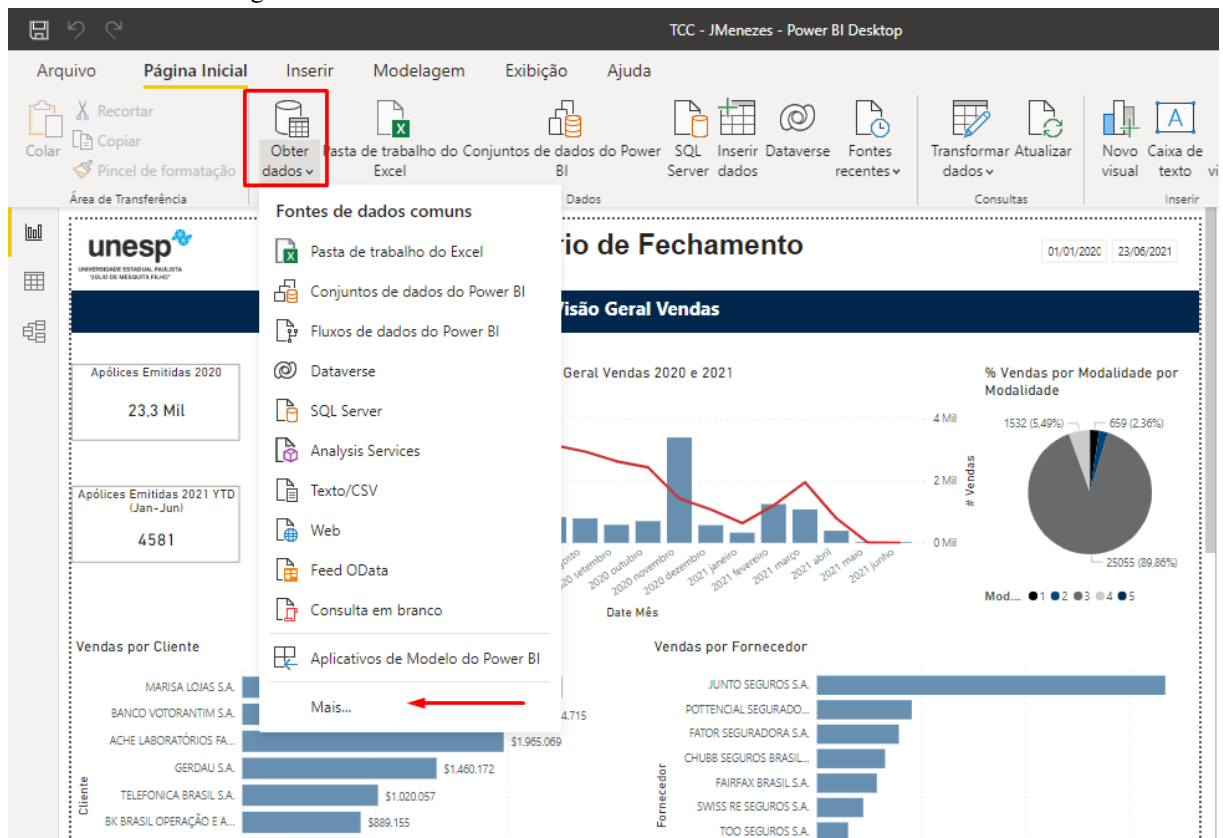 TCC - JMenezes - Power BI Desktop
Arquivo Página Inicial Inserir Modelagem Exibição Ajuda
Colar
Recortar
Copiar
Pincel de formatação
Área de Transferência
Obter
dados
Pasta de trabalho do
Excel
Conjuntos de dados do Power
BI
SQL
Server
Inserir
dados
Dataverse
Fontes
recentes
Dados
Transformar
dados
Atualizar
Consultas
Novo
visual
Caixa de
texto
vi
Inserir
Fontes de dados comuns
Pasta de trabalho do Excel
Conjuntos de dados do Power BI
Fluxos de dados do Power BI
Dataverse
SQL Server
Analysis Services
Texto/CSV
Web
Feed OData
Consulta em branco
Aplicativos de Modelo do Power BI
Mais...
unesp
UNIVERSIDADE ESTADUAL PAULISTA
"JÚLIO DE MESQUITA FILHO"
rio de Fechamento
01/01/2020 23/06/2021
isão Geral Vendas
Apólices Emitidas 2020
23,3 Mil
Apólices Emitidas 2021 YTD
(Jan-Jun)
4581
Geral Vendas 2020 e 2021
4 Mil
2 Mil
0 Mil
# Vendas
2020 setembro
2020 outubro
2020 novembro
2020 dezembro
2021 janeiro
2021 fevereiro
2021 março
2021 abril
2021 maio
2021 junho
Date Mês
% Vendas por Modalidade por
Modalidade
1532 (5,49%)
659 (2,36%)
25055 (89,86%)
Mod... 1 2 3 4 5
Vendas por Cliente
Cliente
MARISA LOJAS S.A.
BANCO VOTORANTIM S.A. 4.715
ACHE LABORATÓRIOS FA... $1.965.069
GERDAU S.A. $1.460.172
TELEFONICA BRASIL S.A. $1.020.057
BK BRASIL OPERAÇÃO E A... $889.155
Vendas por Fornecedor
Fornecedor
JUNTO SEGUROS S.A.
POTTENCIAL SEGURADO...
FATOR SEGURADORA S.A.
CHUBB SEGUROS BRASIL...
FAIRFAX BRASIL S.A.
SWISS RE SEGUROS S.A.
TOO SEGUROS S.A.